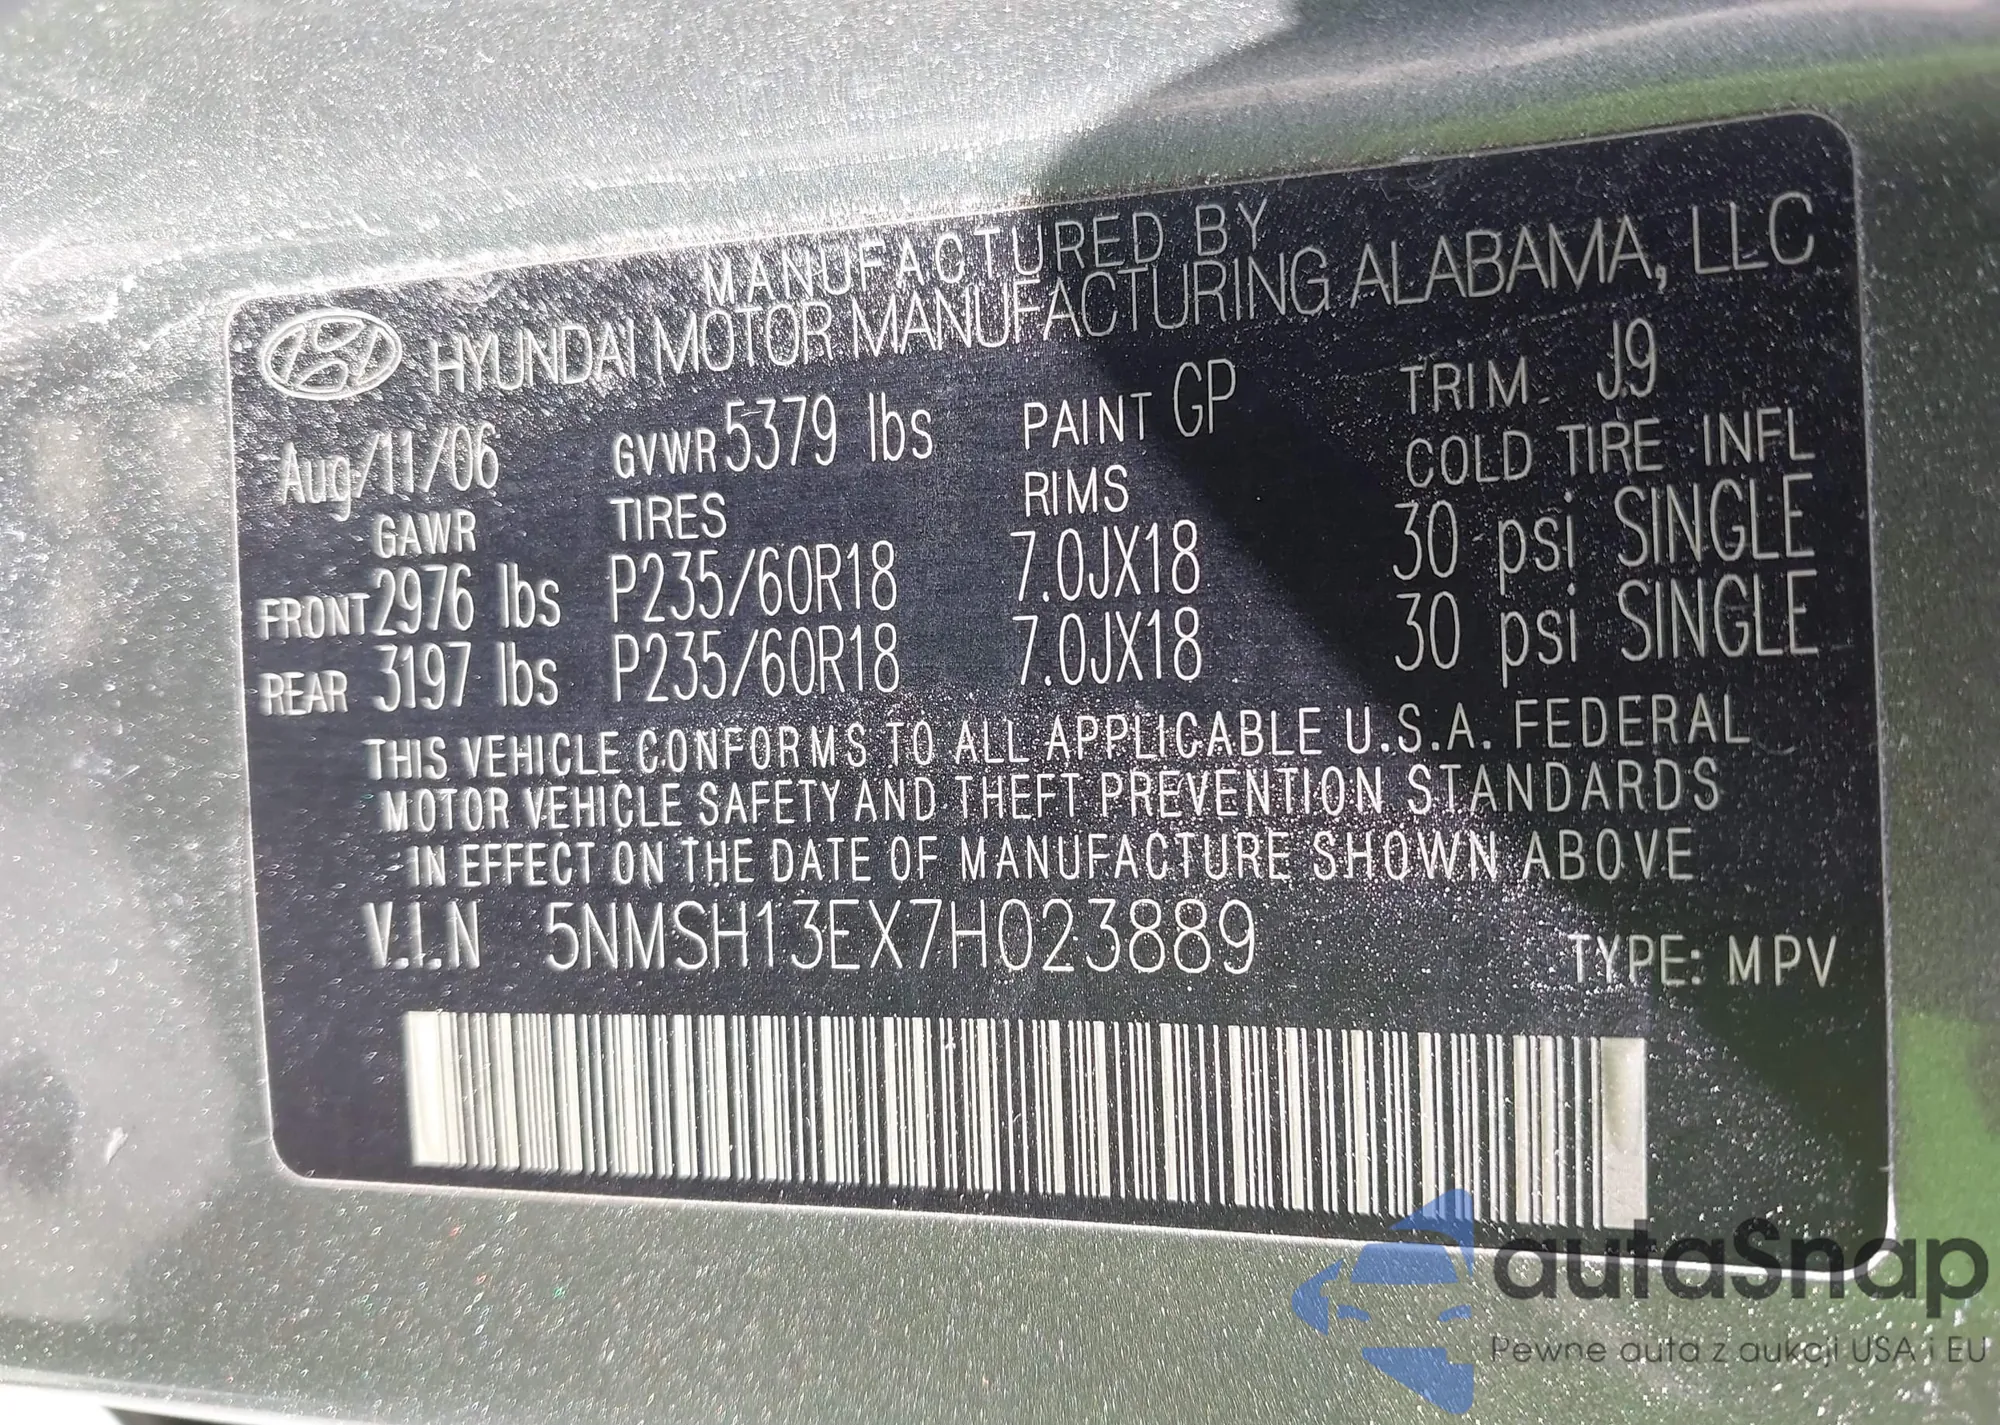 MANUFACTURED BY
HYUNDAI MOTOR MANUFACTURING ALABAMA, LLC
Aug/11/06 GVWR 5379 lbs PAINT GP TRIM J9
GAWR TIRES RIMS COLD TIRE INFL
FRONT 2976 lbs P235/60R18 7.0JX18 30 psi SINGLE
REAR 3197 lbs P235/60R18 7.0JX18 30 psi SINGLE
THIS VEHICLE CONFORMS TO ALL APPLICABLE U.S.A. FEDERAL
MOTOR VEHICLE SAFETY AND THEFT PREVENTION STANDARDS
IN EFFECT ON THE DATE OF MANUFACTURE SHOWN ABOVE
V.I.N 5NMSH13EX7H023889 TYPE: MPV
autaSnap
Pewne auta z aukcji USA i EU